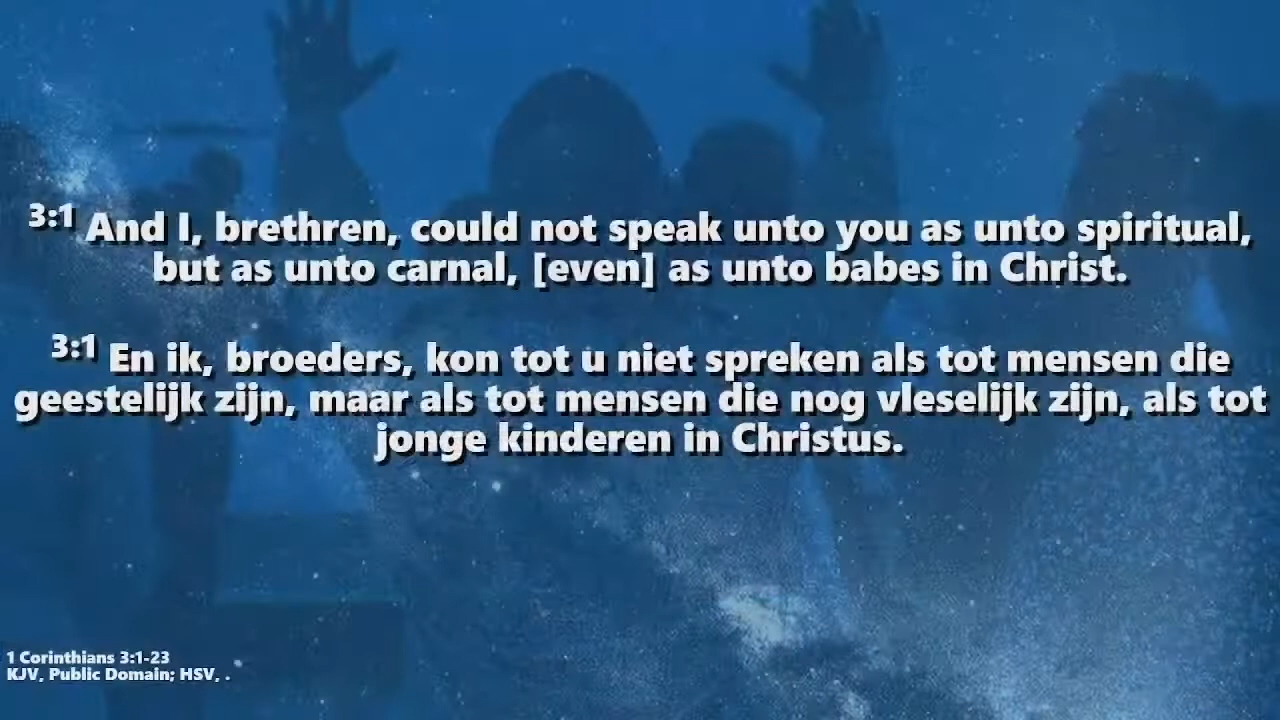 3:1 And I, brethren, could not speak unto you as unto spiritual,
but as unto carnal, [even] as unto babes in Christ.
3:1 En ik, broeders, kon tot u niet spreken als tot mensen die
geestelijk zijn, maar als tot mensen die nog vleselijk zijn, als tot
jonge kinderen in Christus.
1 Corinthians 3:1-23
KJV, Public Domain; HSV, .